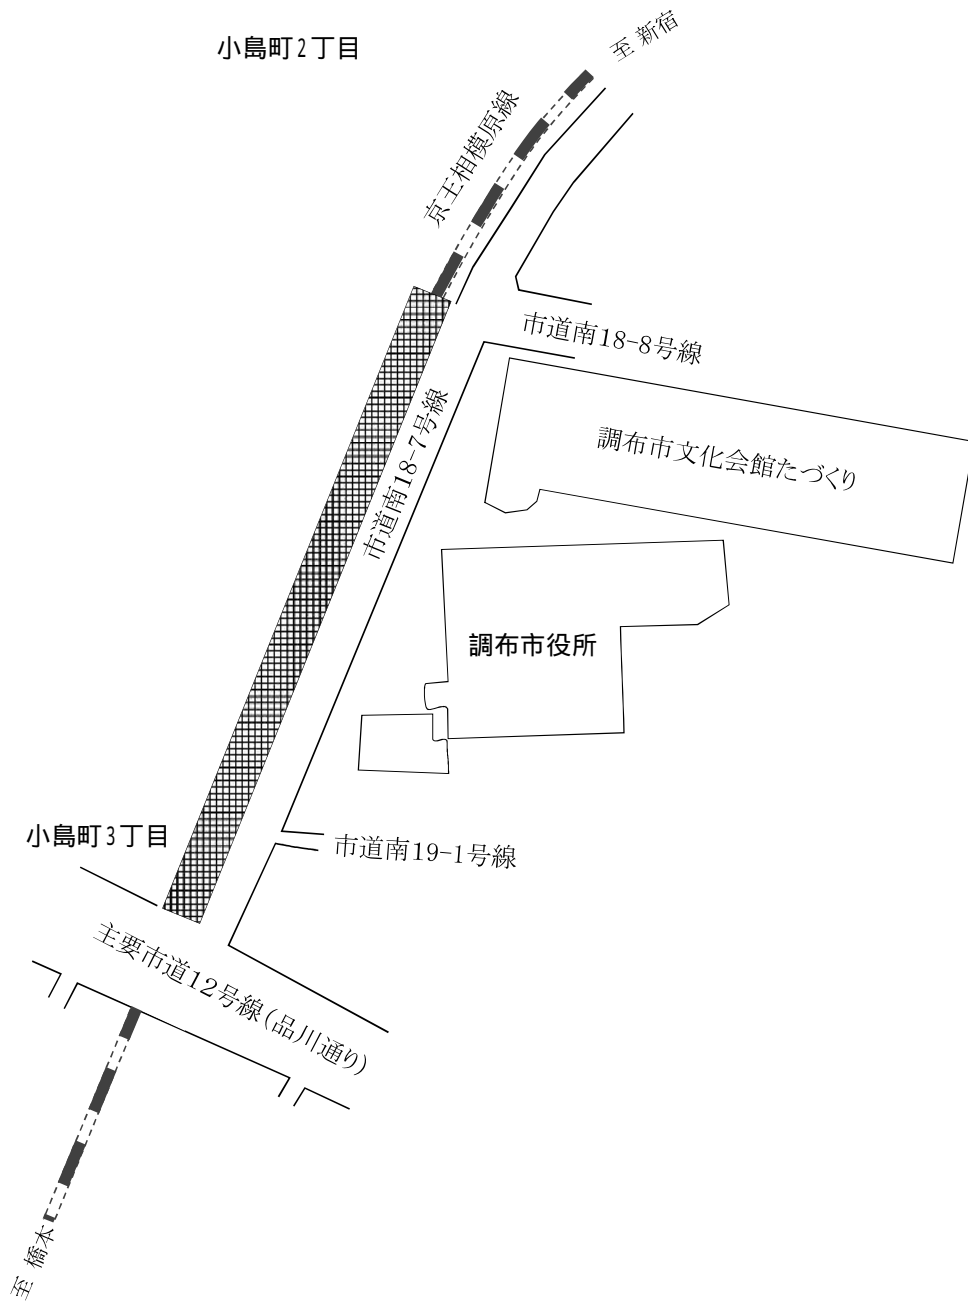 小島町2丁目
至 新宿
京王相模原線
市道南18-8号線
市道南18-7号線
調布市文化会館たづくり
調布市役所
小島町3丁目
市道南19-1号線
主要市道12号線(品川通り)
至 橋本